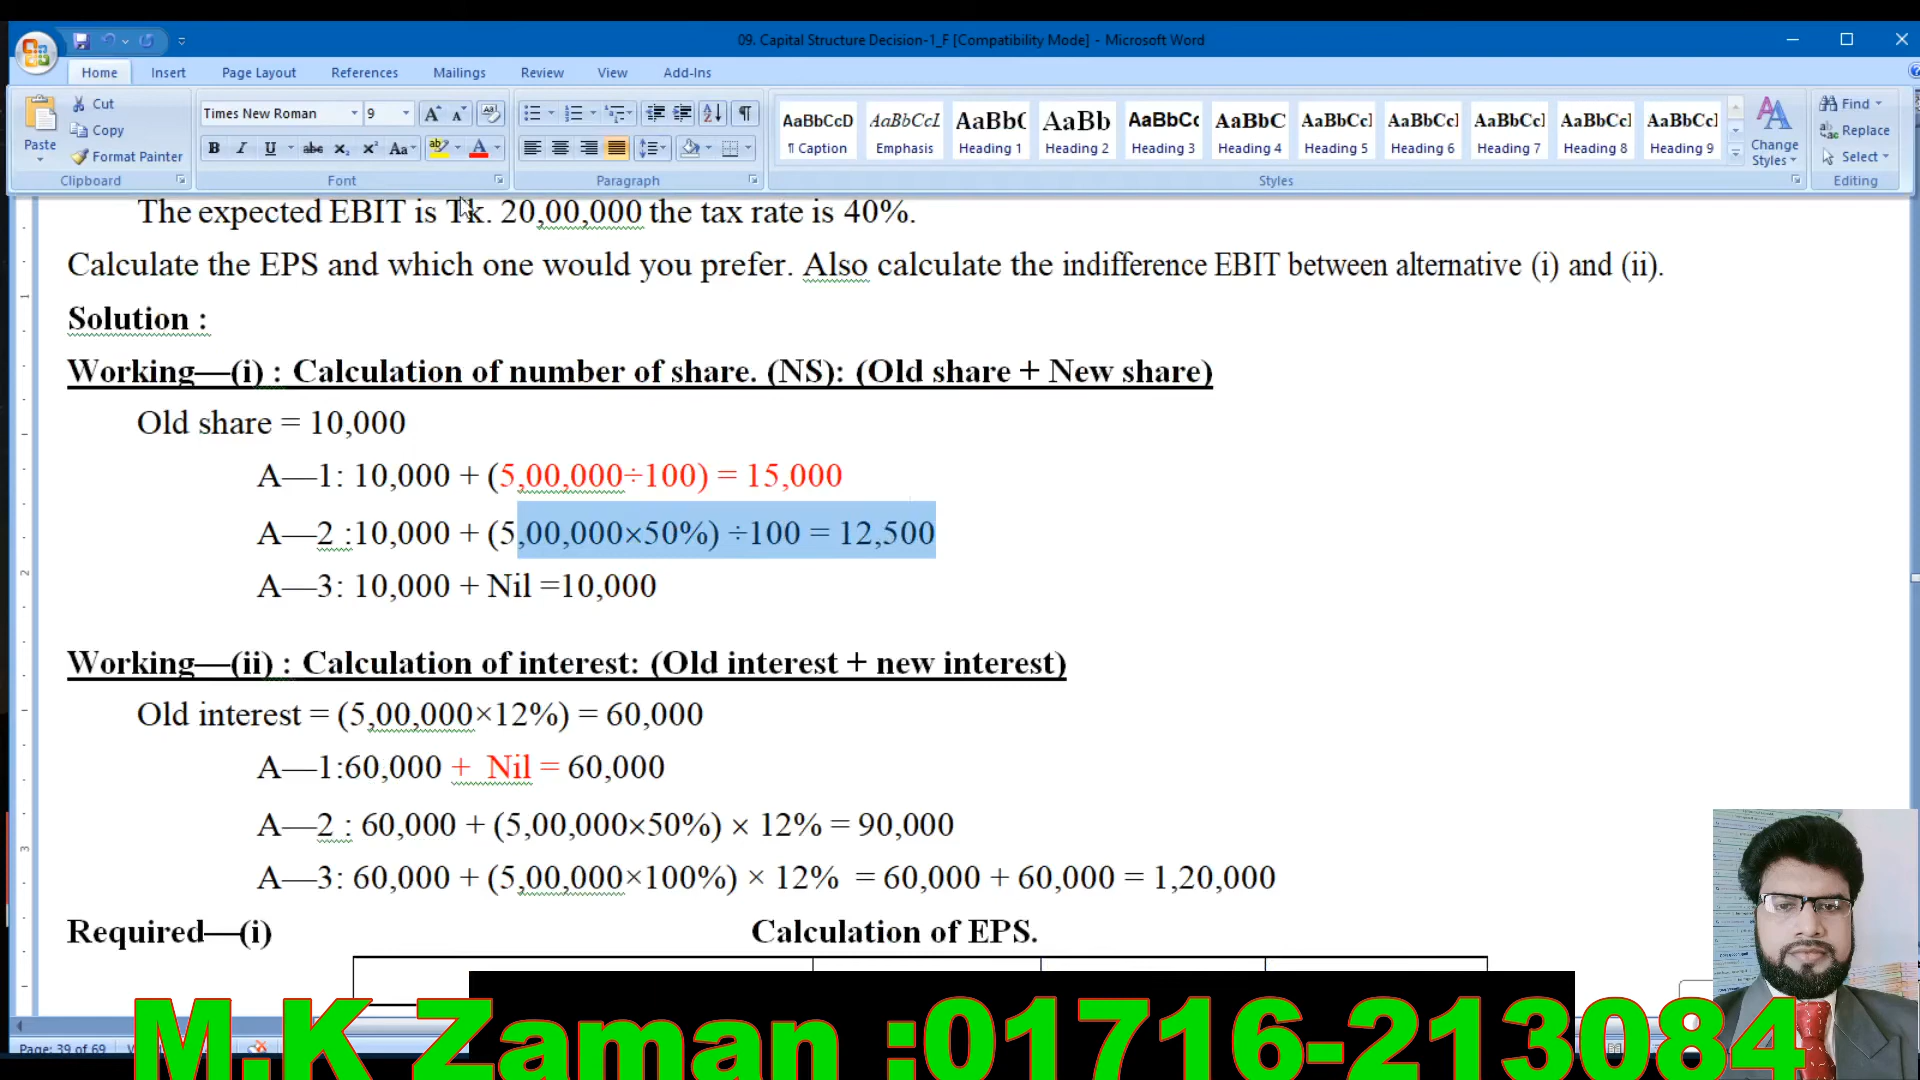 09. Capital Structure Decision-1_F [Compatibility Mode] - Microsoft Word
Home Insert Page Layout References Mailings Review View Add-Ins
Paste
Cut
Copy
Format Painter
Clipboard
Times New Roman 9
Font
Paragraph
AaBbCcD AaBbCcL AaBbC AaBb AaBbCc AaBbC AaBbCcI AaBbCcI AaBbCcI AaBbCcI AaBbCcI
¶ Caption Emphasis Heading 1 Heading 2 Heading 3 Heading 4 Heading 5 Heading 6 Heading 7 Heading 8 Heading 9
Styles
Change Styles
Find
Replace
Select
Editing
The expected EBIT is Tk. 20,00,000 the tax rate is 40%.
Calculate the EPS and which one would you prefer. Also calculate the indifference EBIT between alternative (i) and (ii).
Solution :
Working—(i) : Calculation of number of share. (NS): (Old share + New share)
Old share = 10,000
A—1: 10,000 + (5,00,000÷100) = 15,000
A—2 :10,000 + (5,00,000×50%) ÷100 = 12,500
A—3: 10,000 + Nil =10,000
Working—(ii) : Calculation of interest: (Old interest + new interest)
Old interest = (5,00,000×12%) = 60,000
A—1:60,000 + Nil = 60,000
A—2 : 60,000 + (5,00,000×50%) × 12% = 90,000
A—3: 60,000 + (5,00,000×100%) × 12% = 60,000 + 60,000 = 1,20,000
Required—(i) Calculation of EPS.
Page: 39 of 69
M.K Zaman :01716-213084